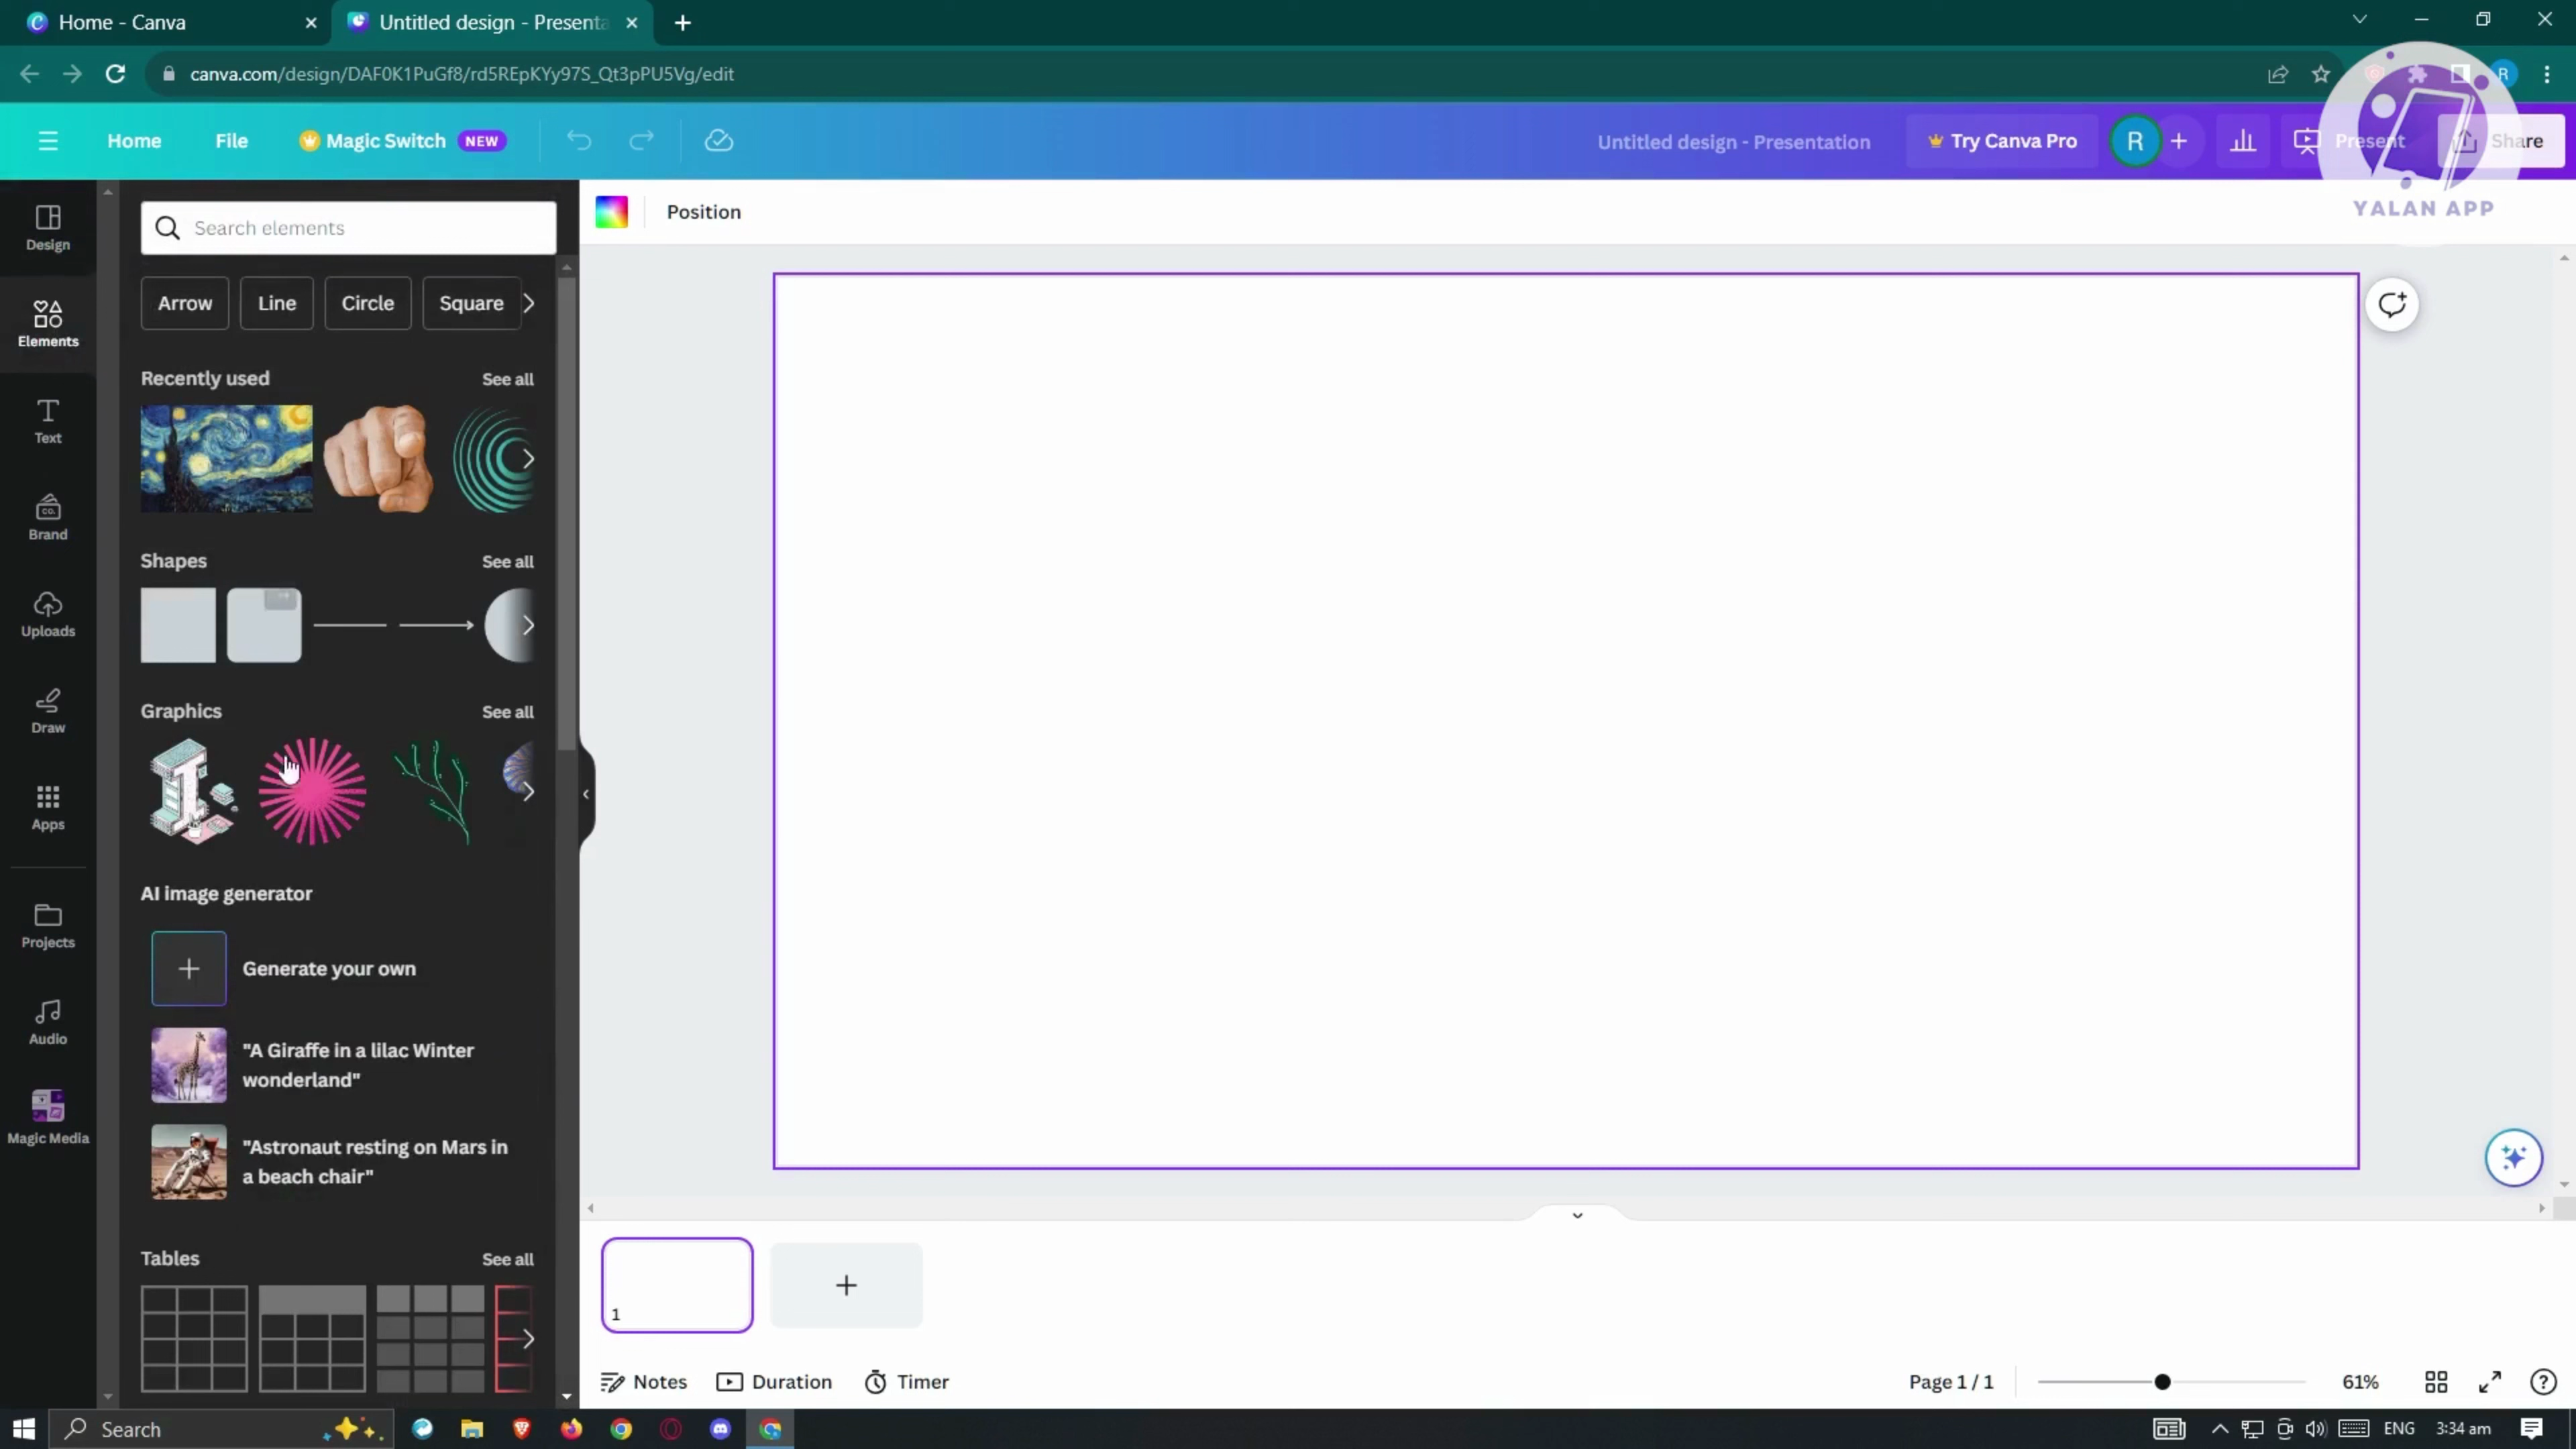 Home - Canva
Untitled design - Presenta
canva.com/design/DAF0K1PuGf8/rd5REpKYy97S_Qt3pPU5Vg/edit
R
Home
File
Magic Switch
NEW
Untitled design - Presentation
Try Canva Pro
R
Present
Share
YALAN APP
Design
Elements
Text
Brand
CO.
Uploads
Draw
Apps
Projects
Audio
Magic Media
Search elements
Arrow
Line
Circle
Square
Recently used
See all
Shapes
See all
Graphics
See all
AI image generator
Generate your own
"A Giraffe in a lilac Winter
wonderland"
"Astronaut resting on Mars in
a beach chair"
Tables
See all
Position
1
Notes
Duration
Timer
Page 1 / 1
61%
Search
ENG
3:34 am